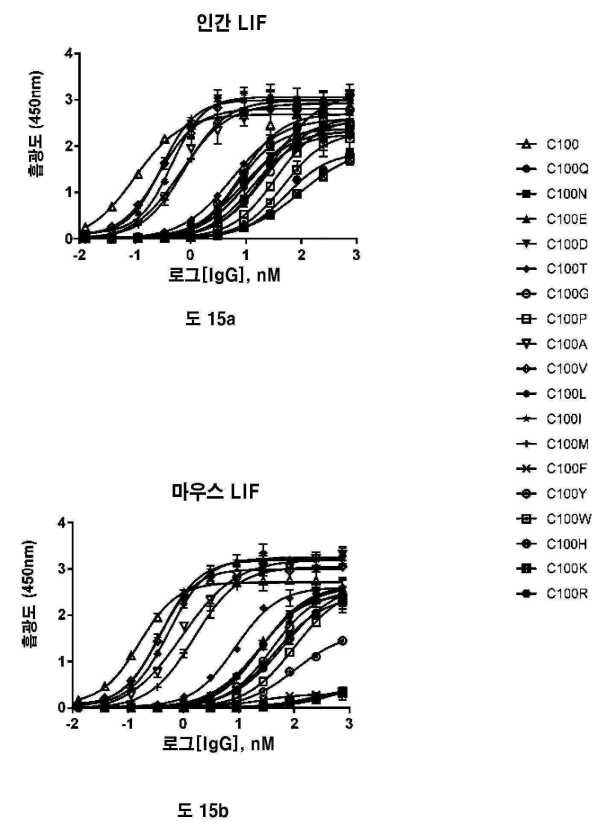 인간 LIF
4
3
2
1
0
흡광도 (450nm)
-2
-1
0
1
2
3
로그[IgG], nM
도 15a
C100
C100Q
C100N
C100E
C100D
C100T
C100G
C100P
C100A
C100V
C100L
C100I
C100M
C100F
C100Y
C100W
C100H
C100K
C100R
마우스 LIF
4
3
2
1
0
흡광도 (450nm)
-2
-1
0
1
2
3
로그[IgG], nM
도 15b